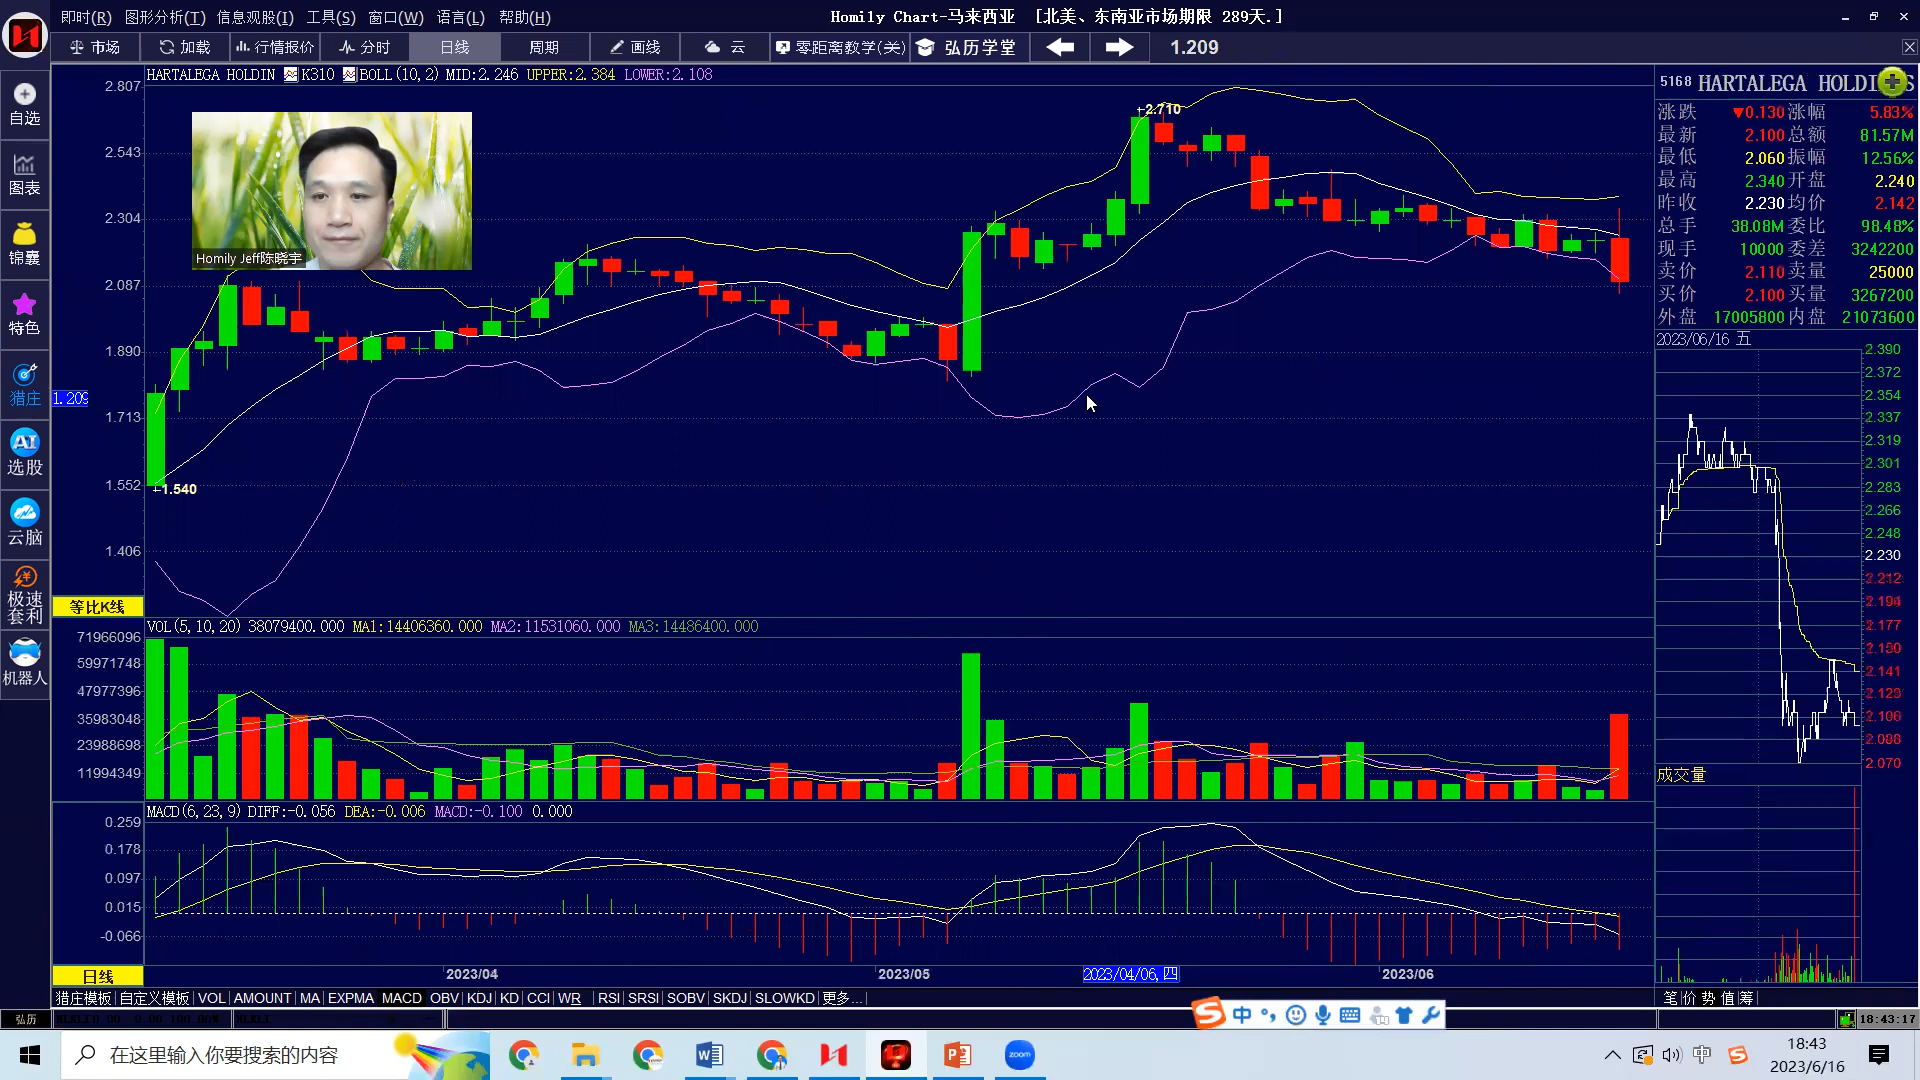 即时(R) 图形分析(T) 信息观股(I) 工具(S) 窗口(W) 语言(L) 帮助(H)
Homily Chart-马来西亚 [北美、东南亚市场期限 289天.]
市场 加载 行情报价 分时 日线 周期 画线 云 零距离教学(关) 弘历学堂 1.209
HARTALEGA HOLDIN K310 BOLL(10,2) MID:2.246 UPPER:2.384 LOWER:2.108
自选
图表
锦囊
特色
猎庄
AI
选股
云脑
极速
套利
机器人
2.807
2.543
2.304
2.087
1.890
1.713
1.552
1.406
1.209
2.710
1.540
Homily Jeff陈晓宇
等比K线
VOL(5,10,20) 38079400.000 MA1:14406360.000 MA2:11531060.000 MA3:14486400.000
71966096
59971748
47977396
35983048
23988698
11994349
MACD(6,23,9) DIFF:-0.056 DEA:-0.006 MACD:-0.100 0.000
0.259
0.178
0.097
0.015
-0.066
日线 2023/04 2023/05 2023/04/06,四 2023/06
猎庄模板 自定义模板 VOL AMOUNT MA EXPMA MACD OBV KDJ KD CCI WR RSI SRSI SOBV SKDJ SLOWKD 更多...
5168 HARTALEGA HOLDI
涨跌 ▼0.130 涨幅 5.83%
最新 2.100 总额 81.57M
最低 2.060 振幅 12.56%
最高 2.340 开盘 2.240
昨收 2.230 均价 2.142
总手 38.08M 委比 98.48%
现手 10000 委差 3242200
卖价 2.110 卖量 25000
买价 2.100 买量 3267200
外盘 17005800 内盘 21073600
2023/06/16 五
2.390
2.372
2.354
2.337
2.319
2.301
2.283
2.266
2.248
2.230
2.212
2.194
2.177
2.141
2.070
成交量
笔 价 势 值 筹
弘历
中
18:43:17
在这里输入你要搜索的内容
zoom
中
18:43
2023/6/16